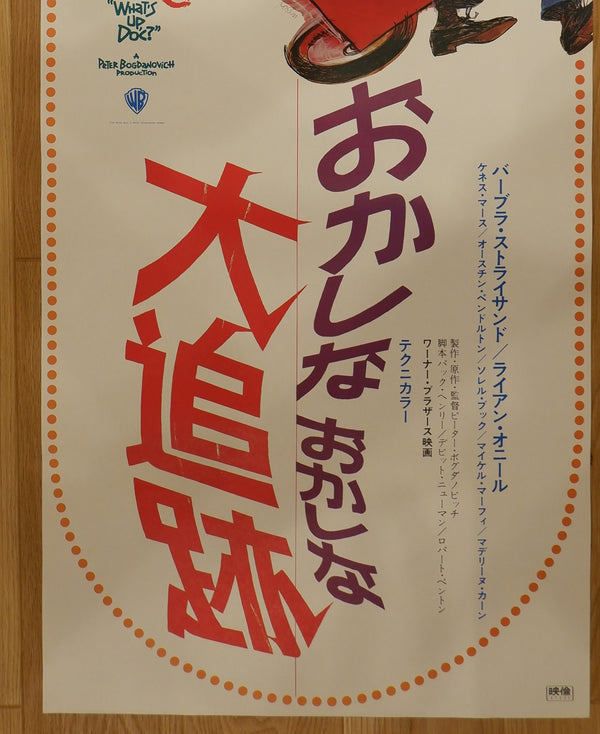 "WHAT'S
UP,
DOC?"
A
PETER BOGDANOVICH
PRODUCTION
WB
バーブラ・ストライサンド／ライアン・オニール
ケネス・マース／オースチン・ペンドルトン／ソレル・ブック／マイケル・マーフィ／マデリーヌ・カーン
製作・原作・監督ピーター・ボグダノビッチ
脚本バック・ヘンリー／デビット・ニューマン／ロバート・ベントン
ワーナー・ブラザース映画
テクニカラー
おかしな おかしな
大追跡
映倫